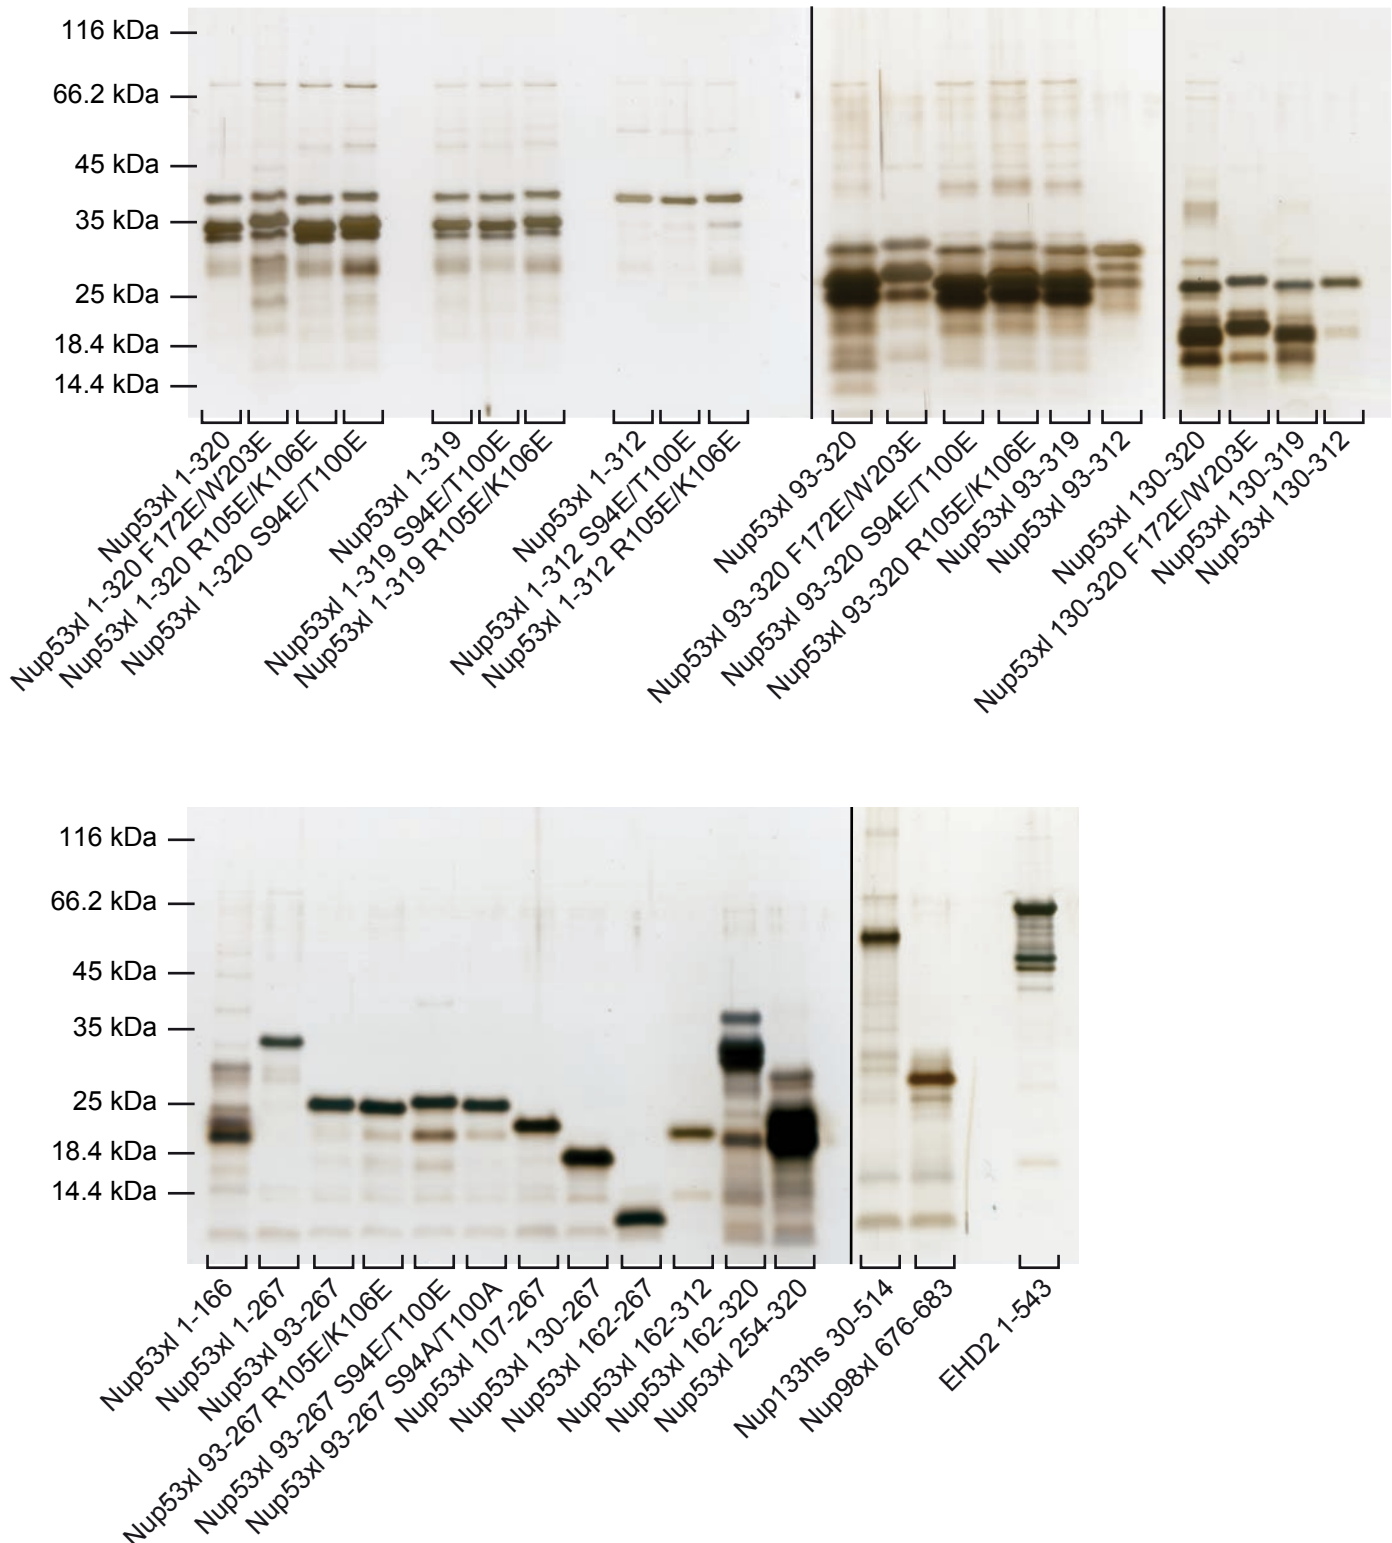 116 kDa
66.2 kDa
45 kDa
35 kDa
25 kDa
18.4 kDa
14.4 kDa
Nup53xl 1-320
Nup53xl 1-320 F172E/W203E
Nup53xl 1-320 R105E/K106E
Nup53xl 1-320 S94E/T100E
Nup53xl 1-319
Nup53xl 1-319 S94E/T100E
Nup53xl 1-319 R105E/K106E
Nup53xl 1-312
Nup53xl 1-312 S94E/T100E
Nup53xl 1-312 R105E/K106E
Nup53xl 93-320
Nup53xl 93-320 F172E/W203E
Nup53xl 93-320 S94E/T100E
Nup53xl 93-320 R105E/K106E
Nup53xl 93-319
Nup53xl 93-312
Nup53xl 130-320
Nup53xl 130-320 F172E/W203E
Nup53xl 130-319
Nup53xl 130-312
116 kDa
66.2 kDa
45 kDa
35 kDa
25 kDa
18.4 kDa
14.4 kDa
Nup53xl 1-166
Nup53xl 1-267
Nup53xl 93-267
Nup53xl 93-267 R105E/K106E
Nup53xl 93-267 S94E/T100E
Nup53xl 93-267 S94A/T100A
Nup53xl 107-267
Nup53xl 130-267
Nup53xl 162-267
Nup53xl 162-312
Nup53xl 162-320
Nup53xl 254-320
Nup133hs 30-514
Nup98xl 676-683
EHD2 1-543